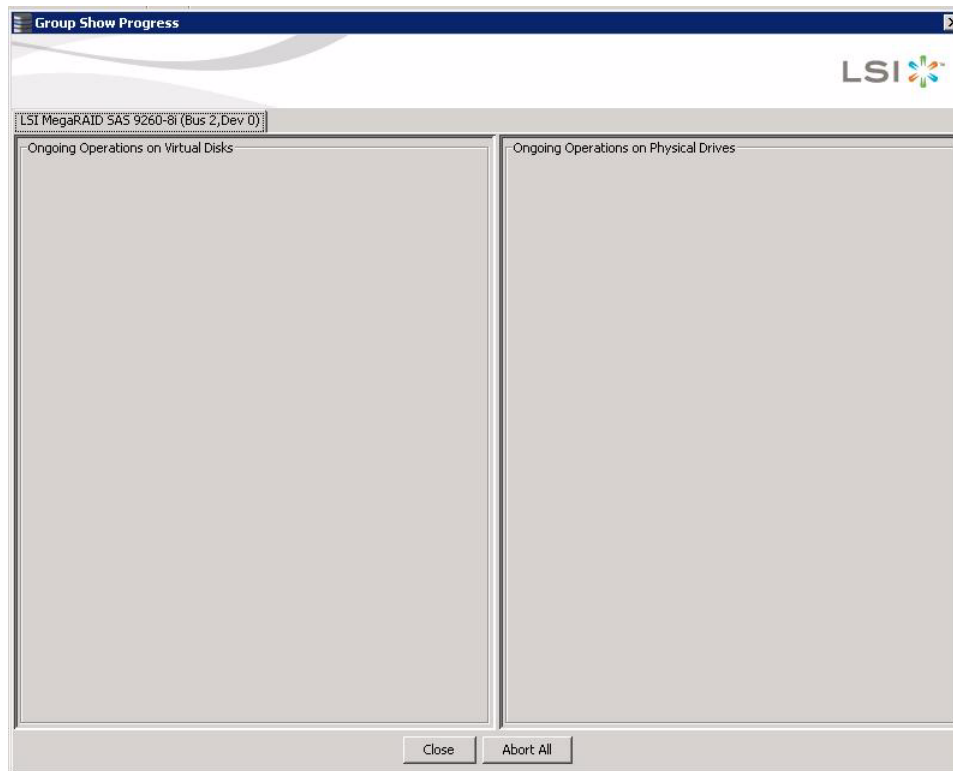 Group Show Progress
LSI
LSI MegaRAID SAS 9260-8i (Bus 2,Dev 0)
Ongoing Operations on Virtual Disks
Ongoing Operations on Physical Drives
Close
Abort All